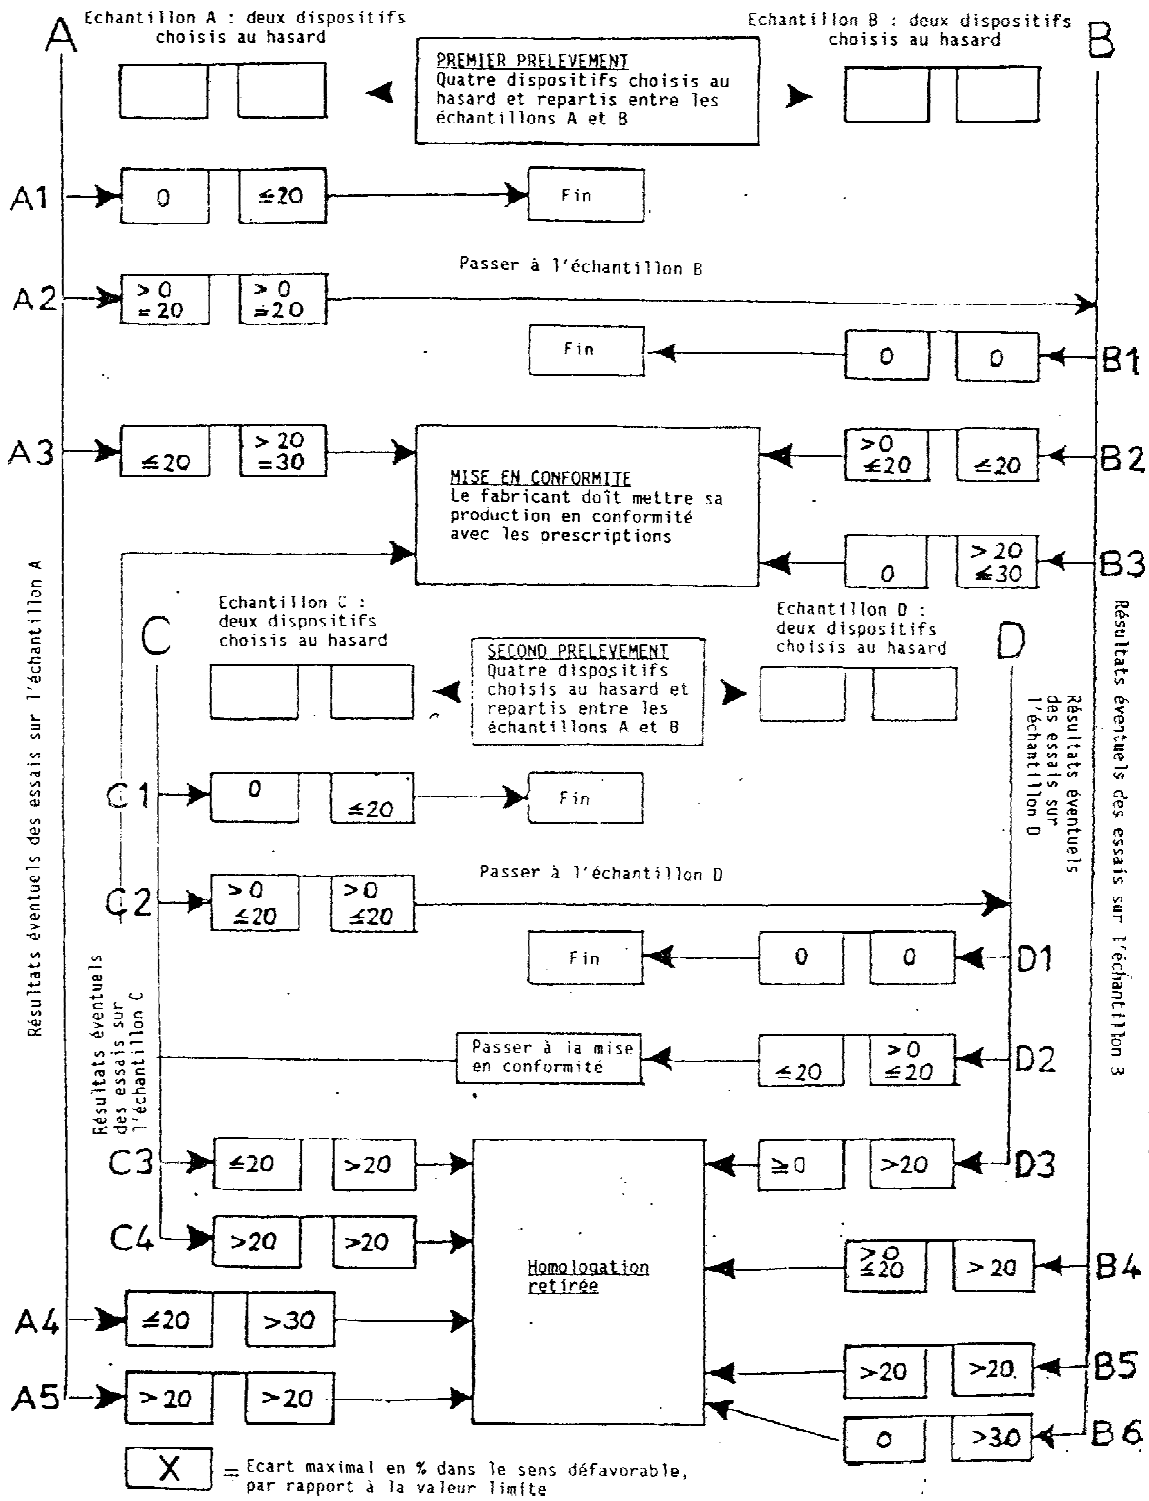 A
Echantillon A : deux dispositifs
choisis au hasard
Echantillon B : deux dispositifs
choisis au hasard
B
PREMIER PRELEVEMENT
Quatre dispositifs choisis au
hasard et repartis entre les
échantillons A et B
A1
0
≤20
Fin
Passer à l'échantillon B
A2
>0
=20
>0
=20
Fin
0
0
B1
A3
≤20
>20
=30
MISE EN CONFORMITE
Le fabricant doît mettre sa
production en conformité
avec les prescriptions
>0
≤20
≤20
B2
0
>20
≤30
B3
Résultats éventuels des essais sur l'échantillon A
C
Echantillon C :
deux dispositifs
choisis au hasard
SECOND PRELEVEMENT
Quatre dispositifs
choisis au hasard et
repartis entre les
échantillons A et B
Echantillon D :
deux dispositifs
choisis au hasard
D
Résultats éventuels
des essais sur
l'échantillon D
Résultats éventuels des essais sur l'échantillon B
C1
0
≤20
Fin
C2
>0
≤20
>0
≤20
Passer à l'échantillon D
Fin
0
0
D1
Résultats éventuels
des essais sur
l'échantillon C
Passer à la mise
en conformité
≤20
>0
≤20
D2
C3
≤20
>20
≥0
>20
D3
C4
>20
>20
Homologation
retirée
>0
≤20
>20
B4
A4
≤20
>30
>20
>20
B5
A5
>20
>20
0
>30
B6
X
= Ecart maximal en % dans le sens défavorable,
par rapport à la valeur limite